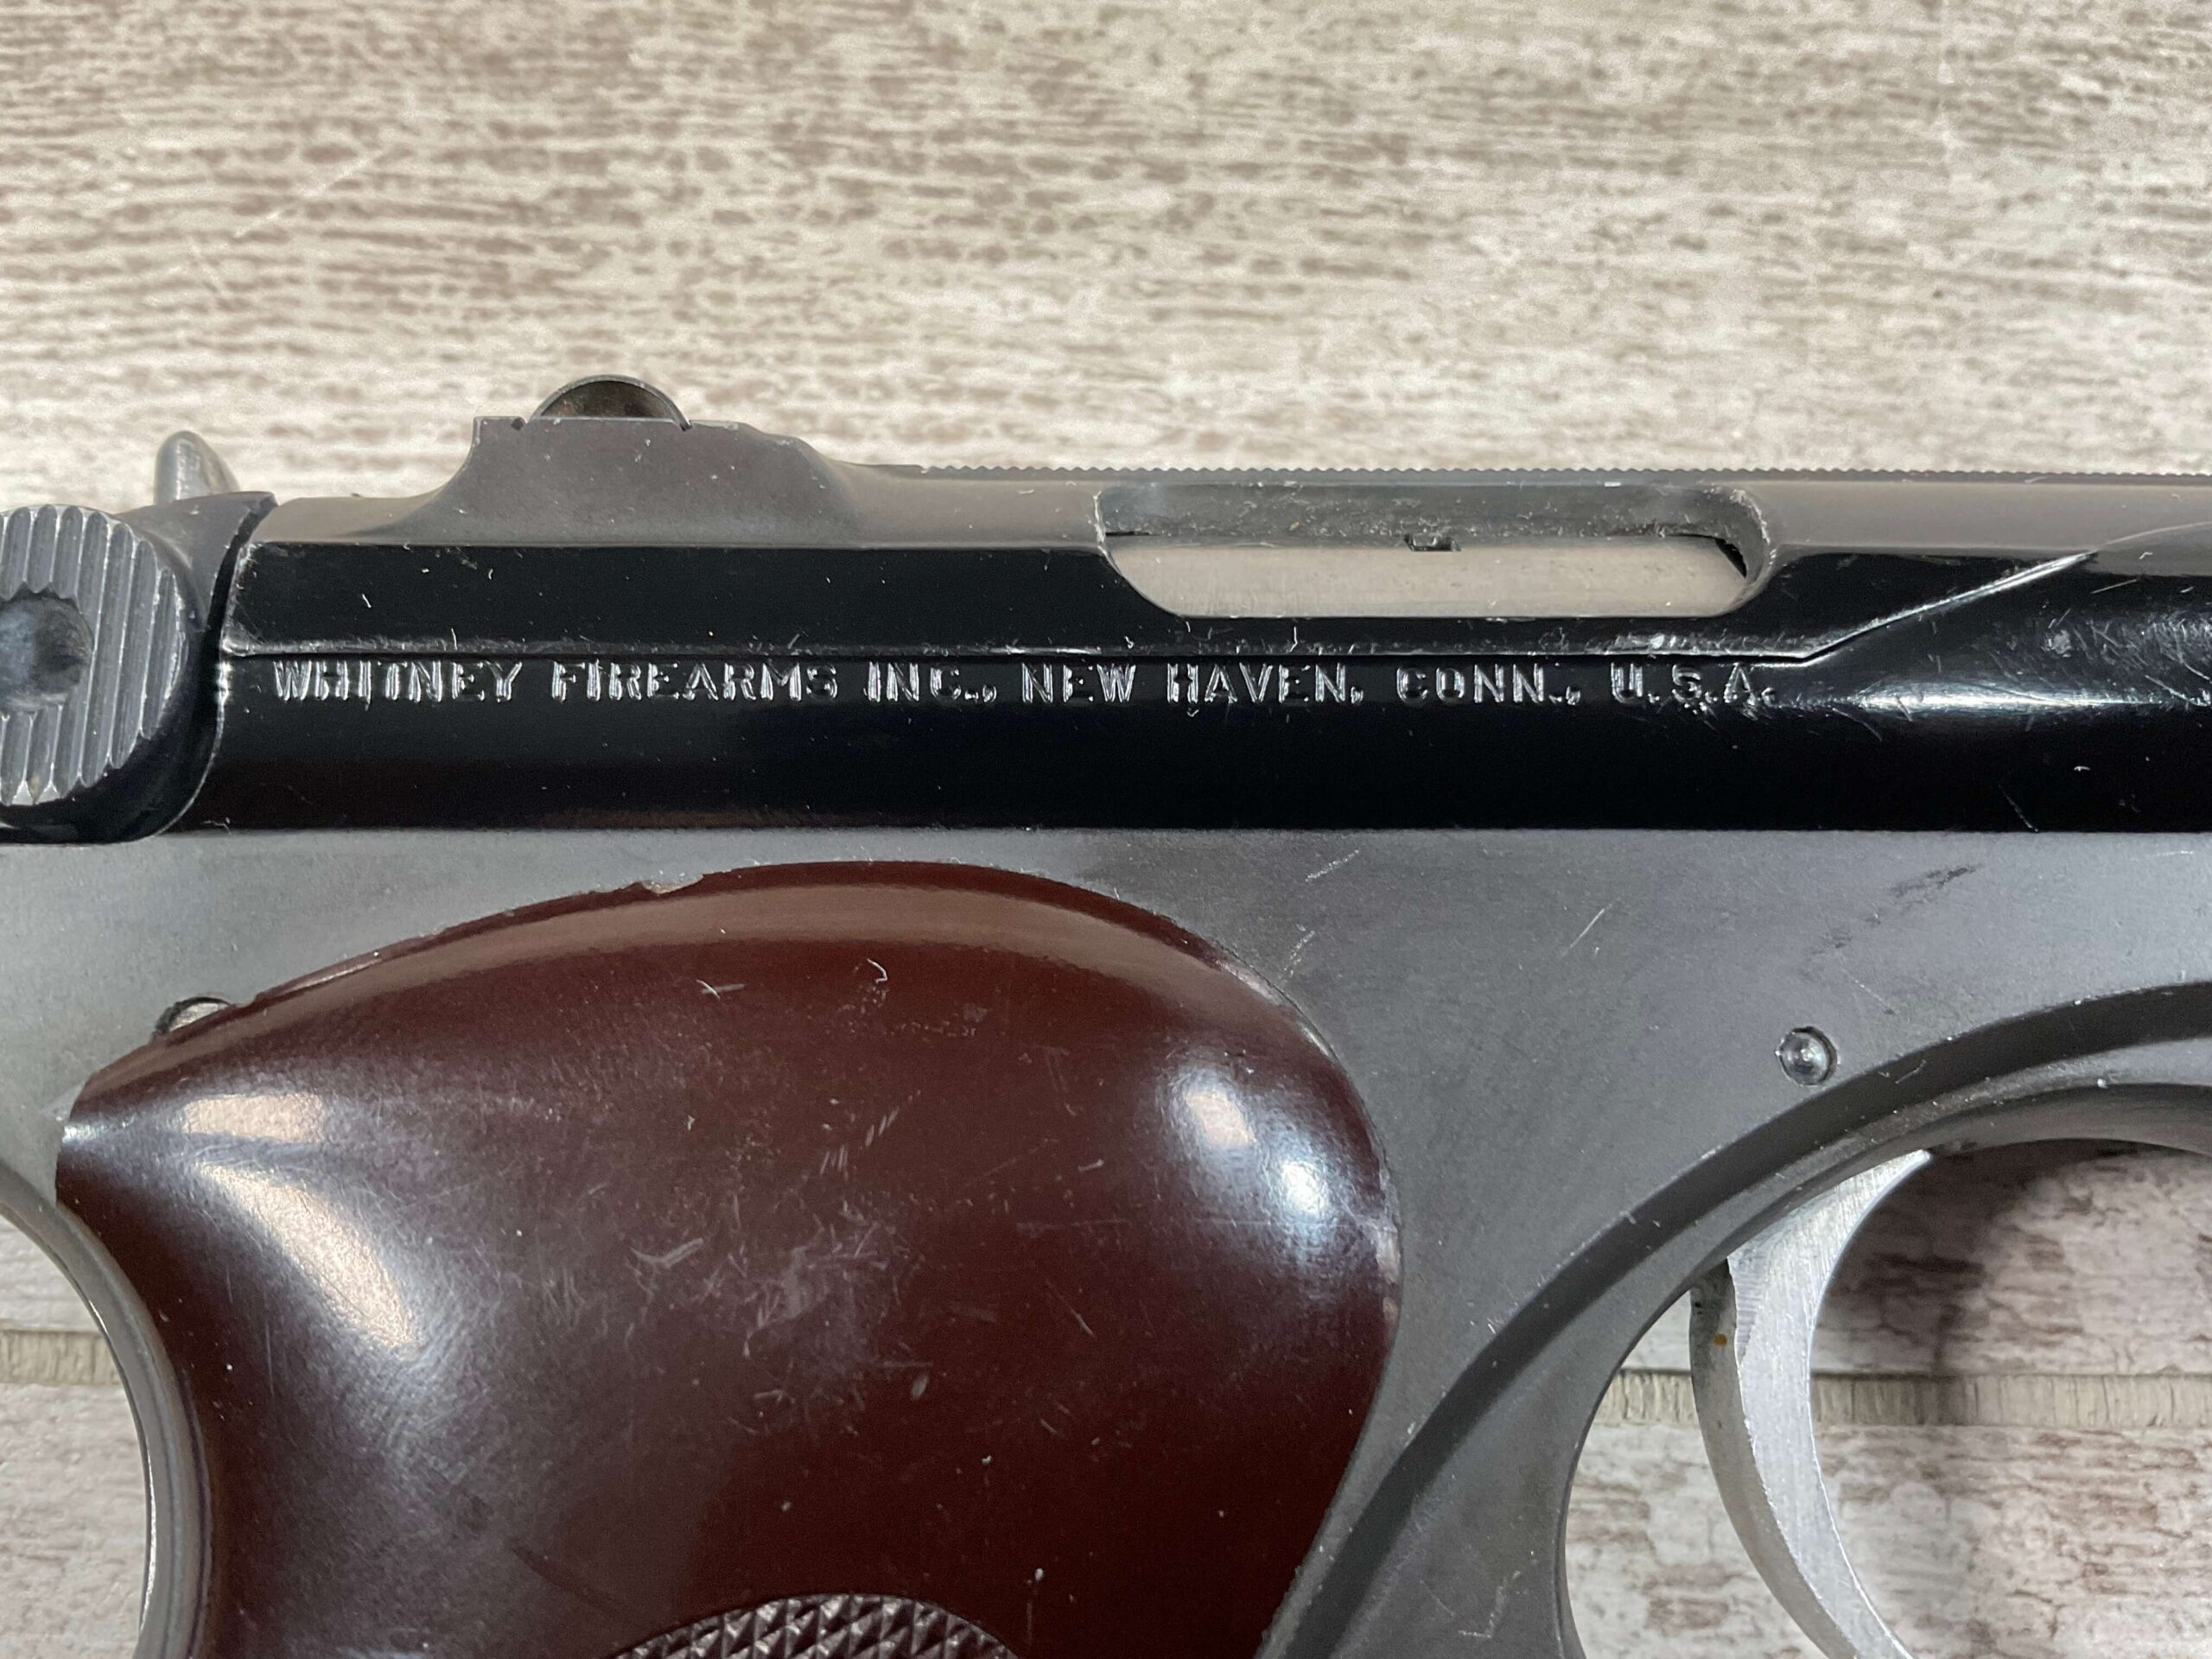 WHITNEY FIREARMS INC., NEW HAVEN, CONN., U.S.A.